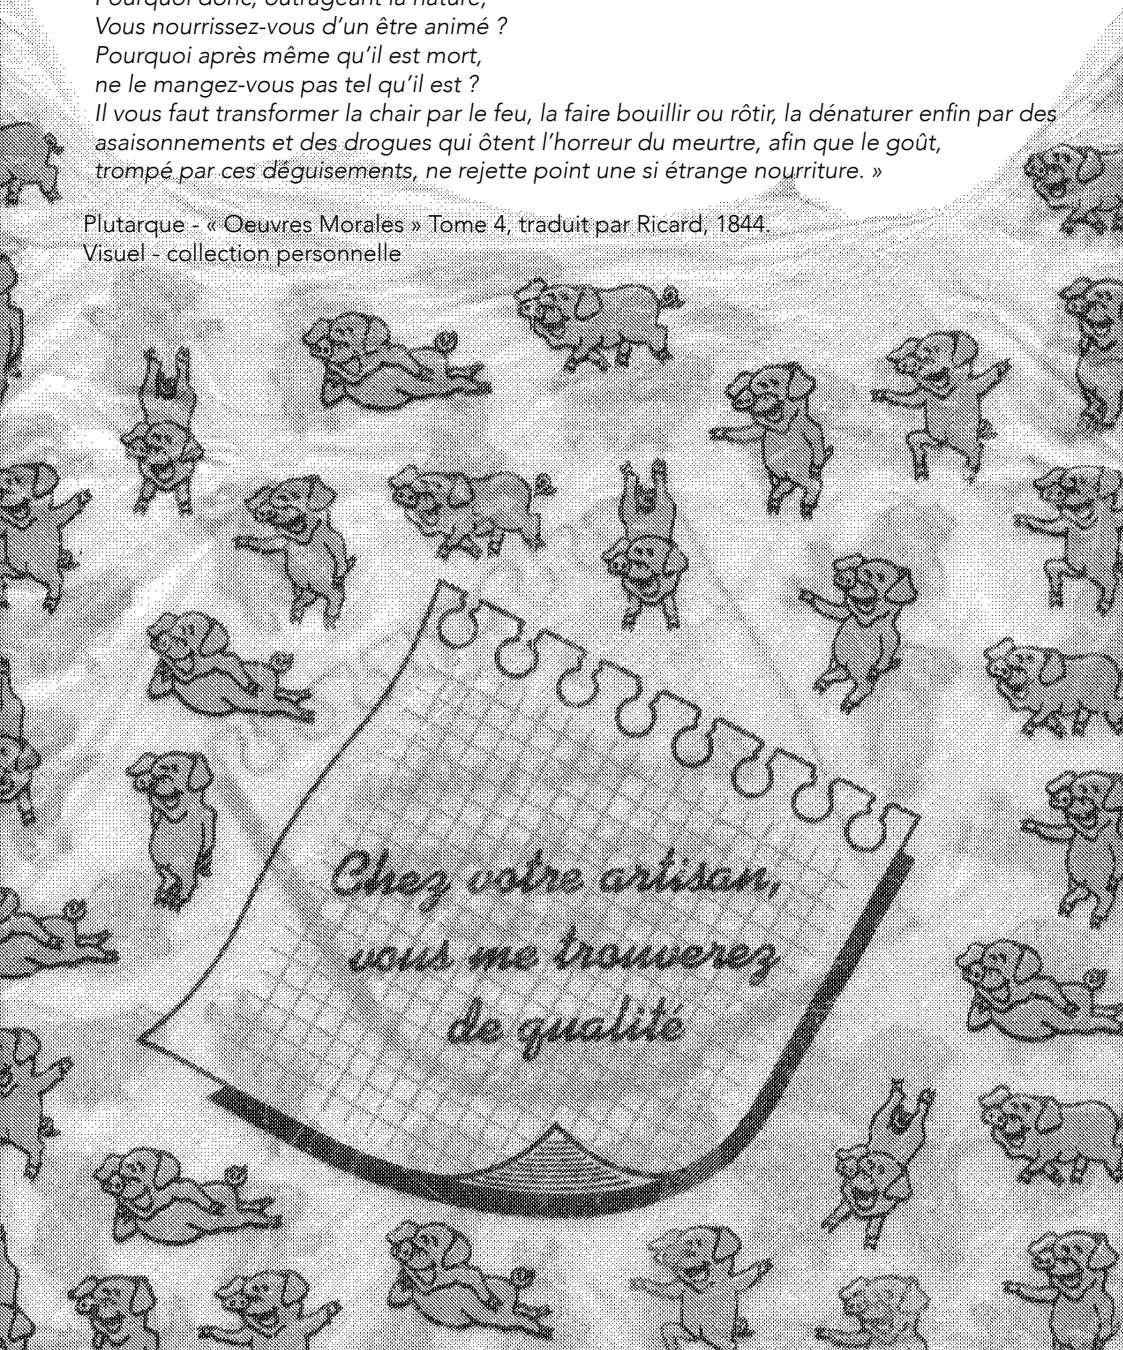 Pourquoi donc, outrageant la nature,
Vous nourrissez-vous d'un être animé ?
Pourquoi après même qu'il est mort,
ne le mangez-vous pas tel qu'il est ?
Il vous faut transformer la chair par le feu, la faire bouillir ou rôtir, la dénaturer enfin par des
asaisonnements et des drogues qui ôtent l'horreur du meurtre, afin que le goût,
trompé par ces déguisements, ne rejette point une si étrange nourriture. »
Plutarque - « Oeuvres Morales » Tome 4, traduit par Ricard, 1844.
Visuel - collection personnelle
Chez votre artisan,
vous me trouverez
de qualité